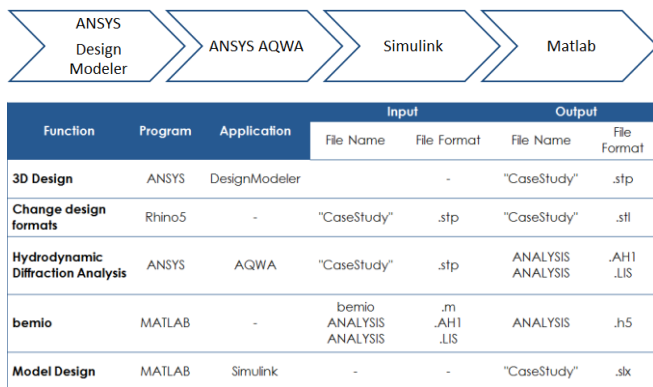 ANSYS
Design
Modeler
ANSYS AQWA
Simulink
Matlab
Function Program Application Input Output
File Name File Format File Name File Format
3D Design ANSYS DesignModeler - "CaseStudy" .stp
Change design formats Rhino5 - "CaseStudy" .stp "CaseStudy" .stl
Hydrodynamic Diffraction Analysis ANSYS AQWA "CaseStudy" .stp ANALYSIS .AH1
ANALYSIS .LIS
bemio MATLAB - bemio .m ANALYSIS .h5
ANALYSIS .AH1
ANALYSIS .LIS
Model Design MATLAB Simulink - - "CaseStudy" .slx